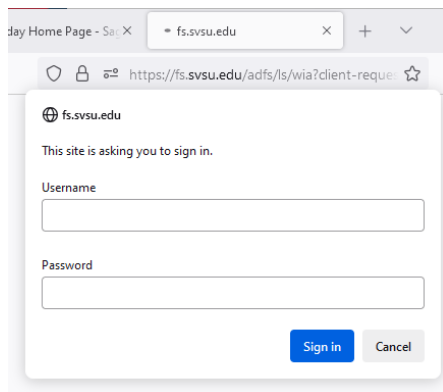 day Home Page - Sag
fs.svsu.edu
https://fs.svsu.edu/adfs/ls/wia?client-reque
fs.svsu.edu
This site is asking you to sign in.
Username
Password
Sign in
Cancel